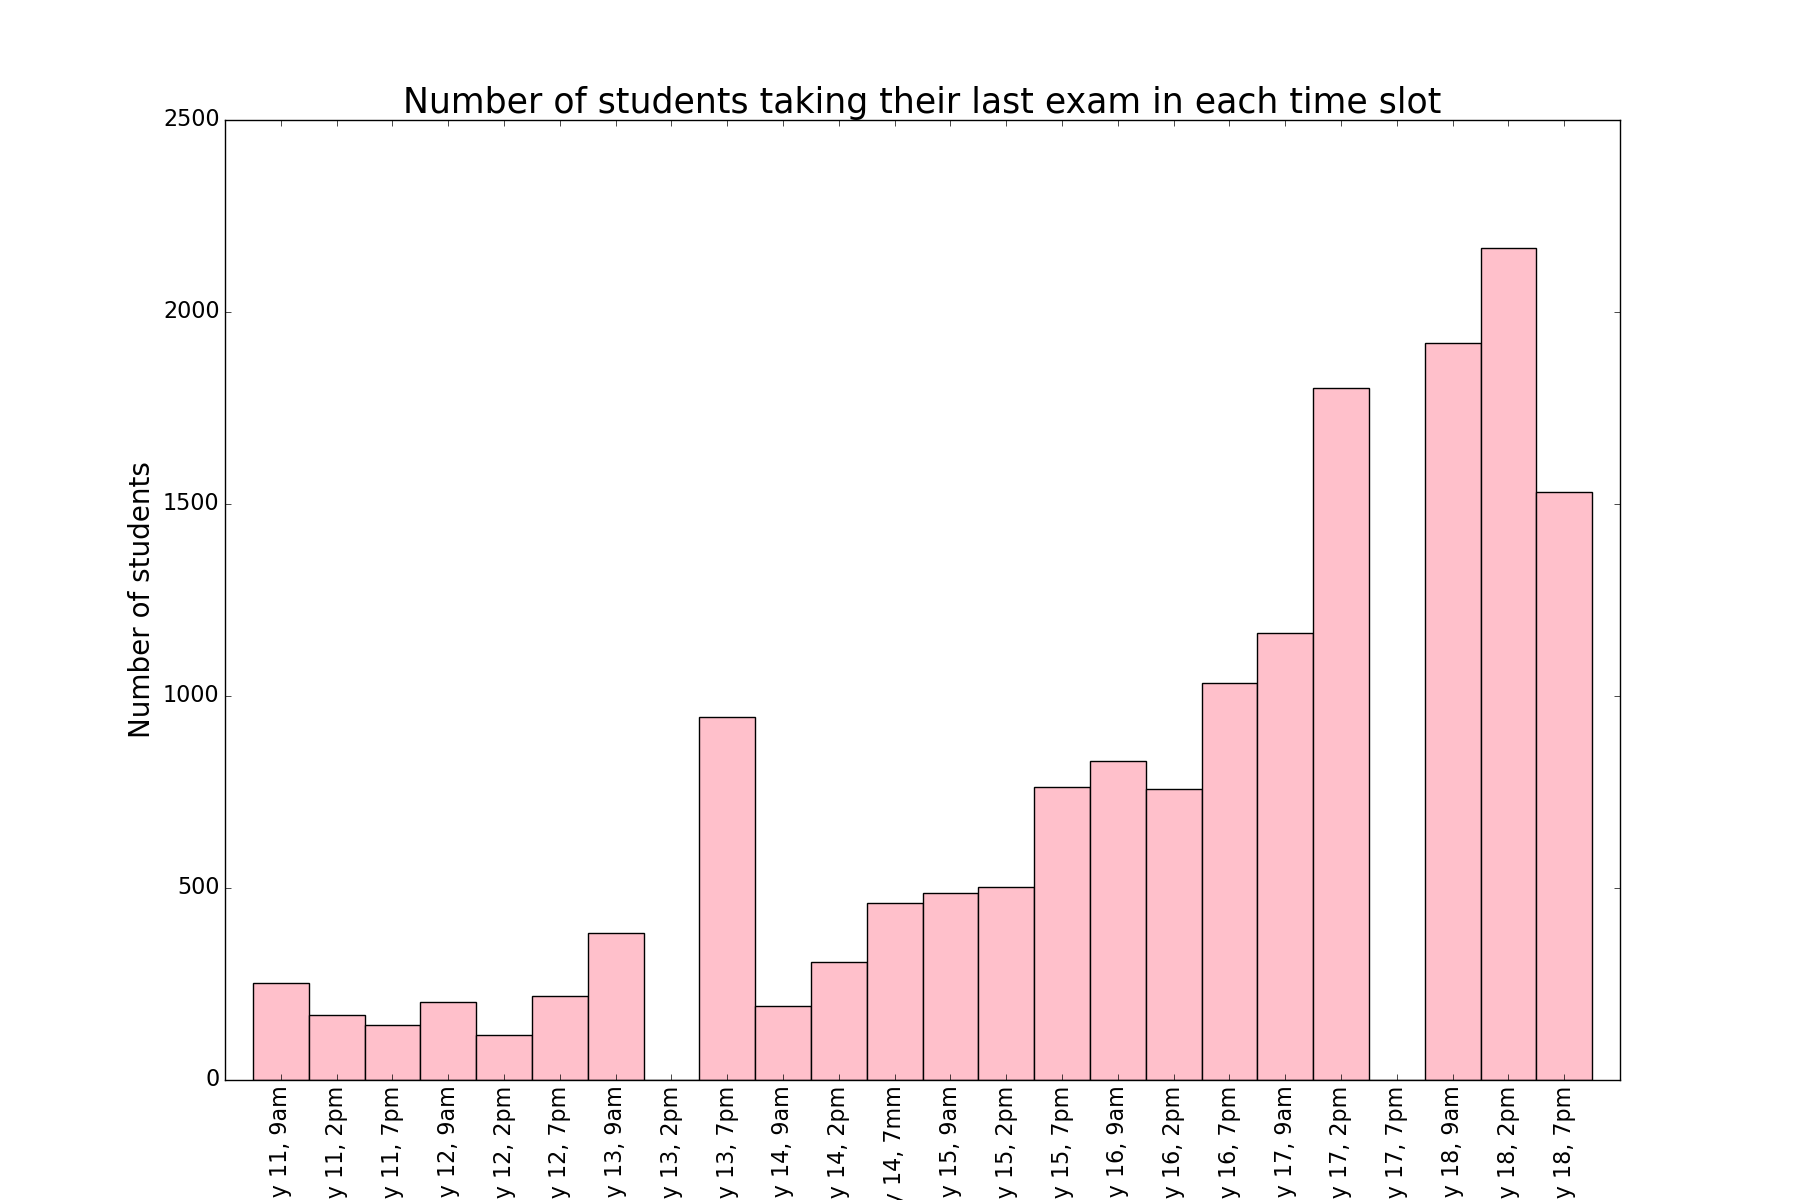 Number of students taking their last exam in each time slot
Number of students
2500
2000
1500
1000
500
0
y 11, 9am
y 11, 2pm
y 11, 7pm
y 12, 9am
y 12, 2pm
y 12, 7pm
y 13, 9am
y 13, 2pm
y 13, 7pm
y 14, 9am
y 14, 2pm
y 14, 7mm
y 15, 9am
y 15, 2pm
y 15, 7pm
y 16, 9am
y 16, 2pm
y 16, 7pm
y 17, 9am
y 17, 2pm
y 17, 7pm
y 18, 9am
y 18, 2pm
y 18, 7pm